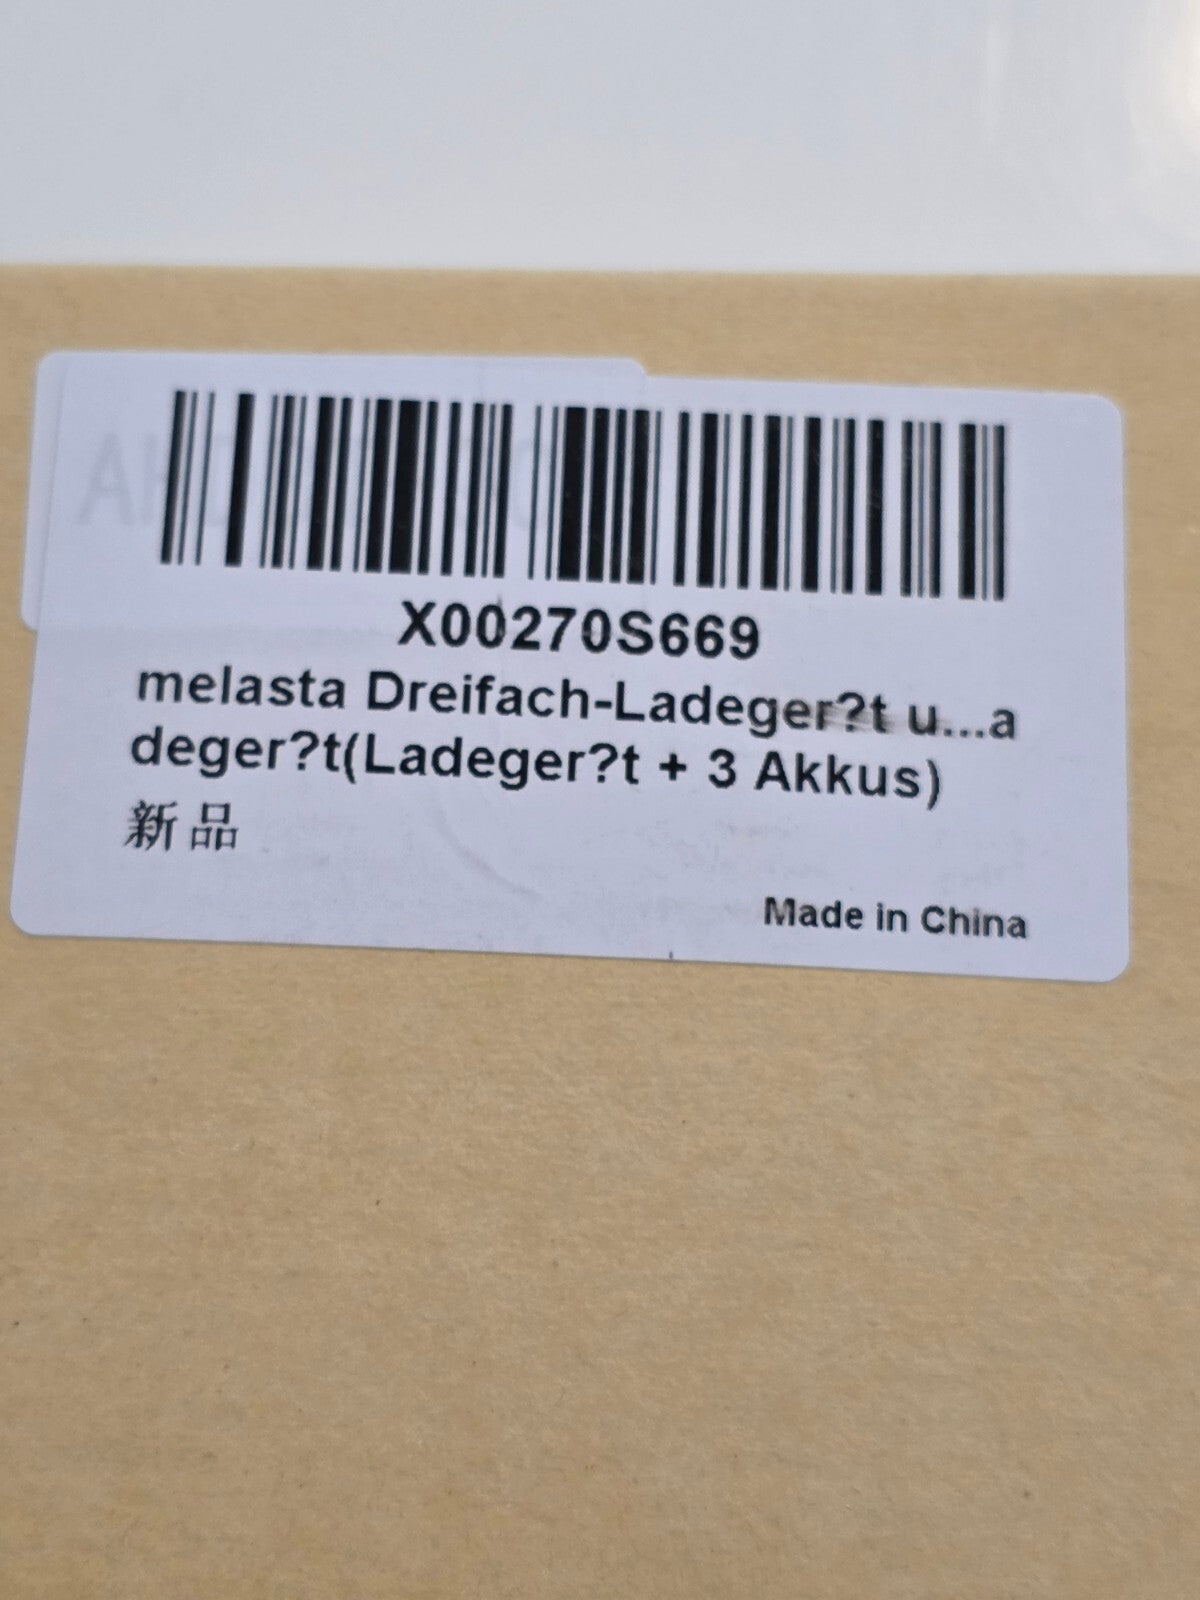 X00270S669
melasta Dreifach-Ladeger?t u...a
deger?t(Ladeger?t + 3 Akkus)
新品
Made in China